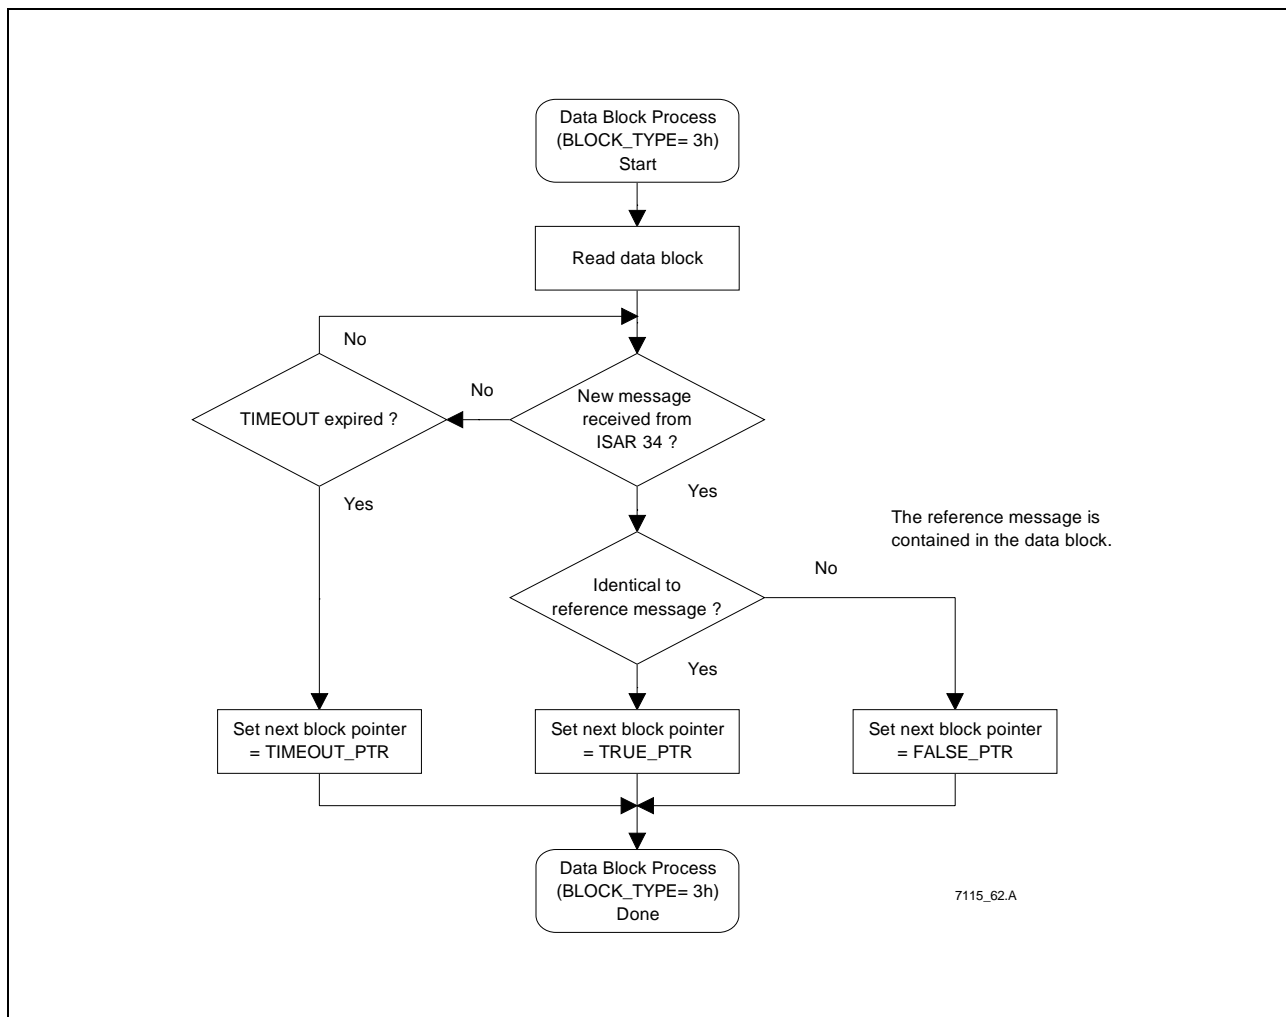 Data Block Process
(BLOCK_TYPE= 3h)
Start
Read data block
No
No
TIMEOUT expired ?
New message
received from
ISAR 34 ?
Yes
Yes
The reference message is
contained in the data block.
No
Identical to
reference message ?
Yes
Set next block pointer
= TIMEOUT_PTR
Set next block pointer
= TRUE_PTR
Set next block pointer
= FALSE_PTR
Data Block Process
(BLOCK_TYPE= 3h)
Done
7115_62.A